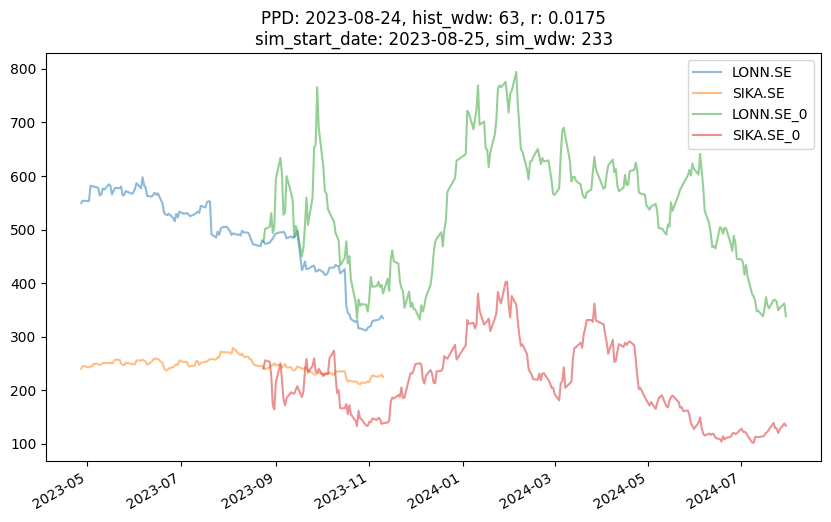 PPD: 2023-08-24, hist_wdw: 63, r: 0.0175
sim_start_date: 2023-08-25, sim_wdw: 233
LONN.SE
SIKA.SE
LONN.SE_0
SIKA.SE_0
800
700
600
500
400
300
200
100
2023-05
2023-07
2023-09
2023-11
2024-01
2024-03
2024-05
2024-07